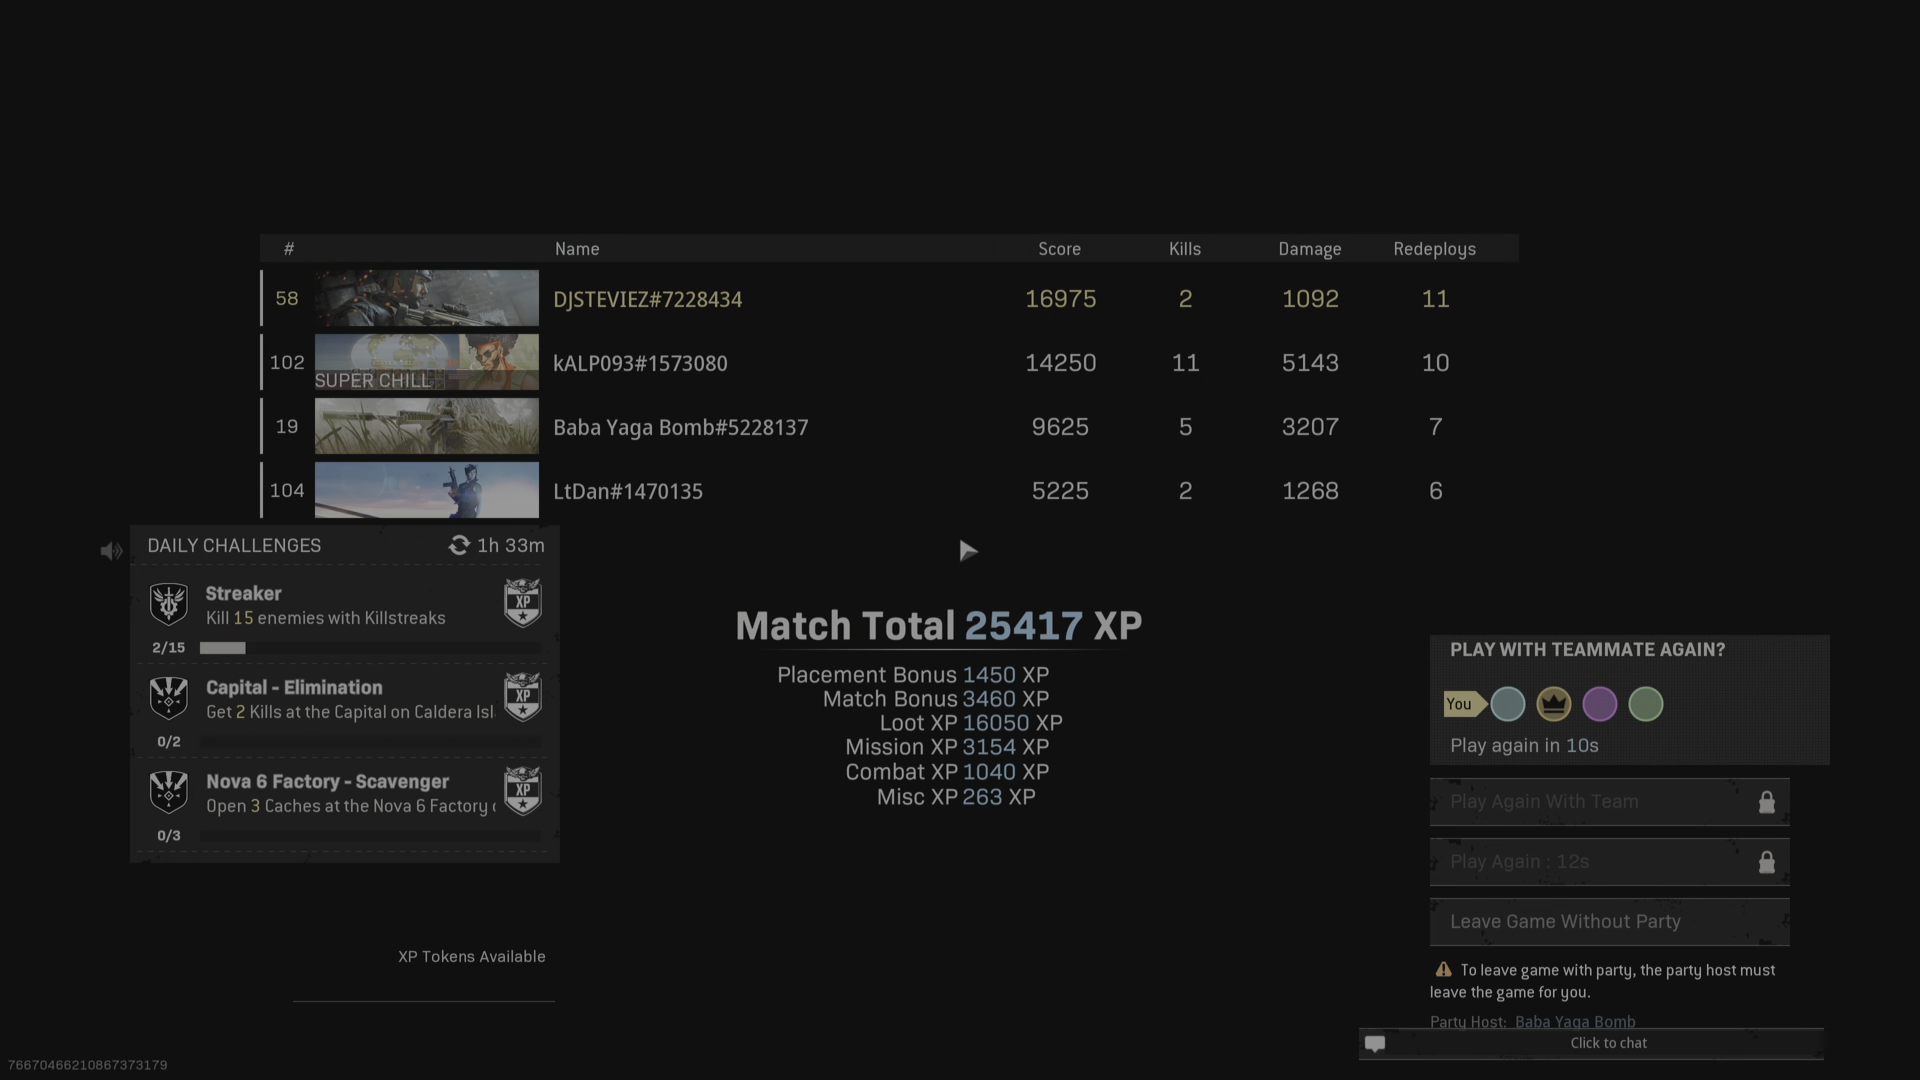 # Name Score Kills Damage Redeploys
58 DJSTEVIEZ#7228434 16975 2 1092 11
102 SUPER CHILL kALP093#1573080 14250 11 5143 10
19 Baba Yaga Bomb#5228137 9625 5 3207 7
104 LtDan#1470135 5225 2 1268 6
DAILY CHALLENGES 1h 33m
Streaker
Kill 15 enemies with Killstreaks
XP
2/15
Capital - Elimination
Get 2 Kills at the Capital on Caldera Isl
XP
0/2
Nova 6 Factory - Scavenger
Open 3 Caches at the Nova 6 Factory
XP
0/3
XP Tokens Available
Match Total 25417 XP
Placement Bonus 1450 XP
Match Bonus 3460 XP
Loot XP 16050 XP
Mission XP 3154 XP
Combat XP 1040 XP
Misc XP 263 XP
PLAY WITH TEAMMATE AGAIN?
You
Play again in 10s
Play Again With Team
Play Again : 12s
Leave Game Without Party
To leave game with party, the party host must
leave the game for you.
Party Host: Baba Yaga Bomb
Click to chat
76670466210867373179